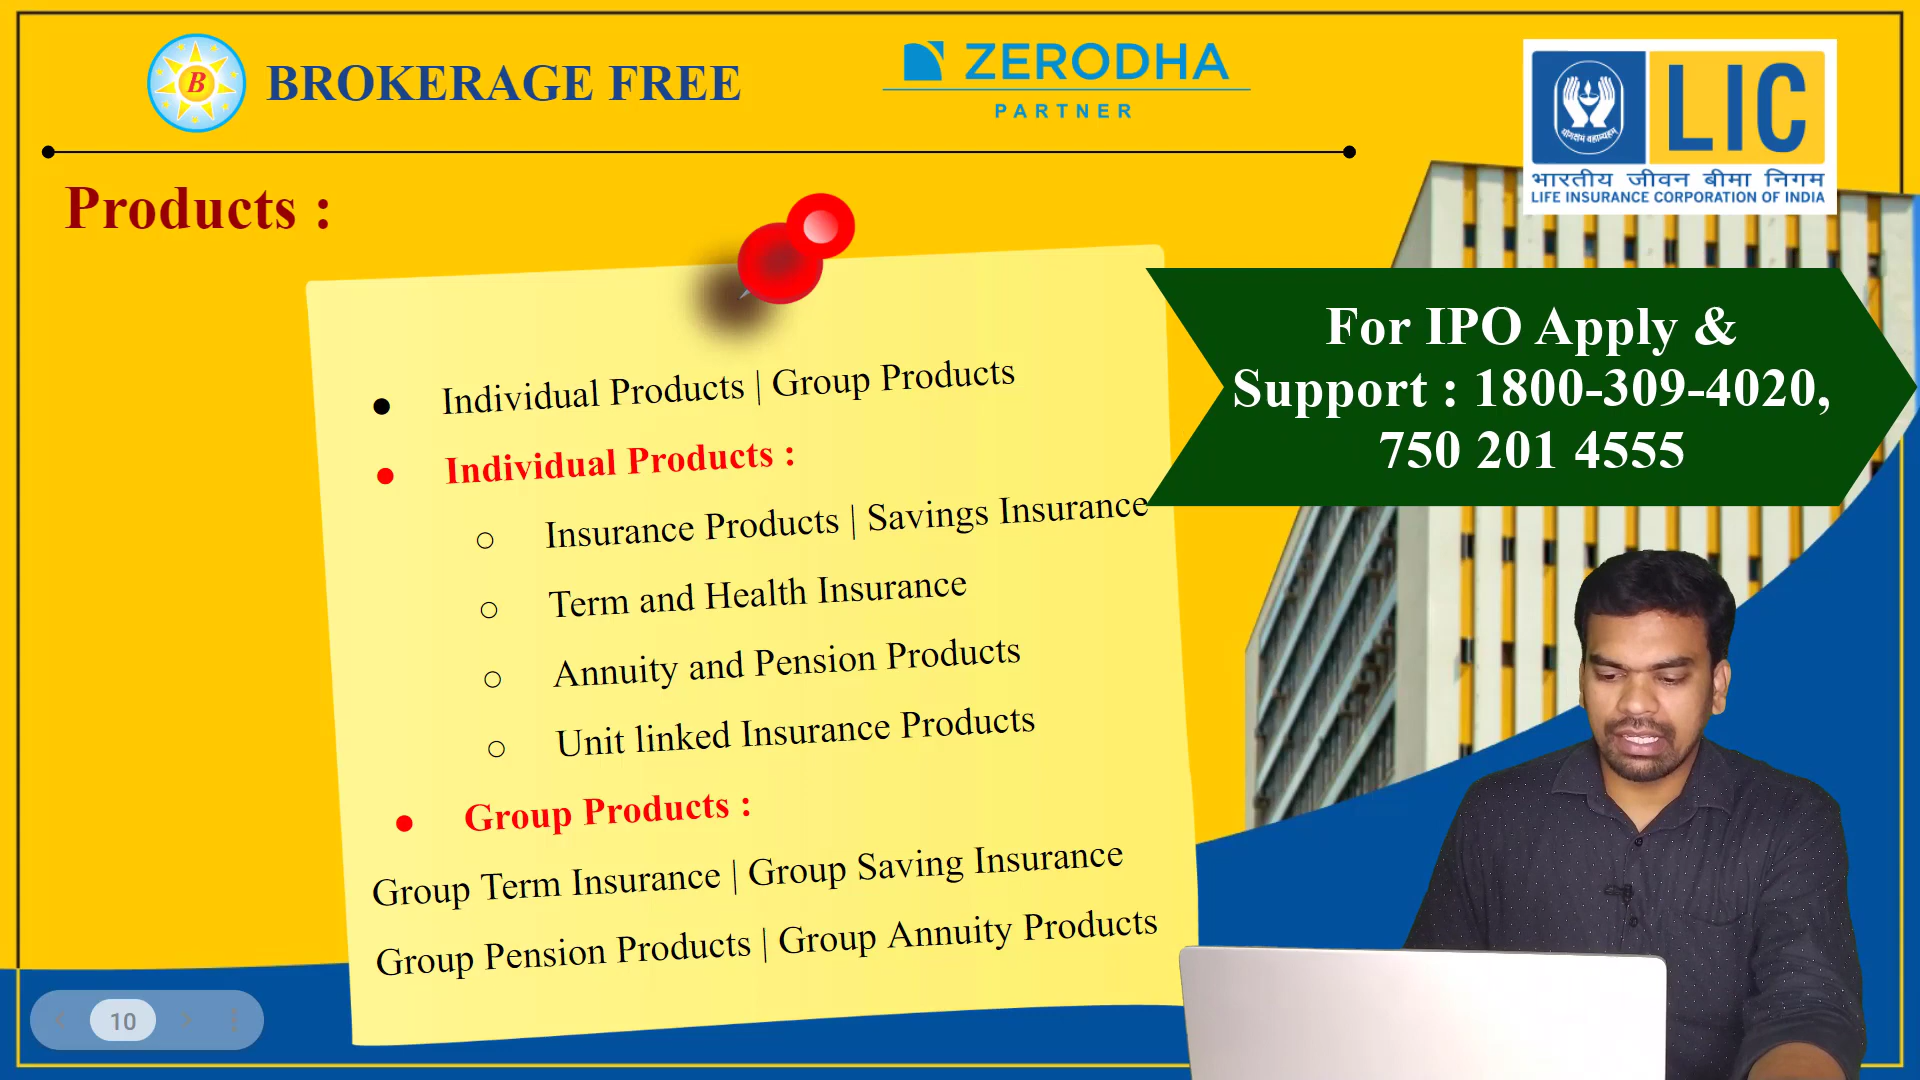 B BROKERAGE FREE
ZERODHA
PARTNER
LIC
भारतीय जीवन बीमा निगम
LIFE INSURANCE CORPORATION OF INDIA
Products :
For IPO Apply &
Support : 1800-309-4020,
750 201 4555
● Individual Products | Group Products
● Individual Products :
○ Insurance Products | Savings Insurance
○ Term and Health Insurance
○ Annuity and Pension Products
○ Unit linked Insurance Products
● Group Products :
Group Term Insurance | Group Saving Insurance
Group Pension Products | Group Annuity Products
10